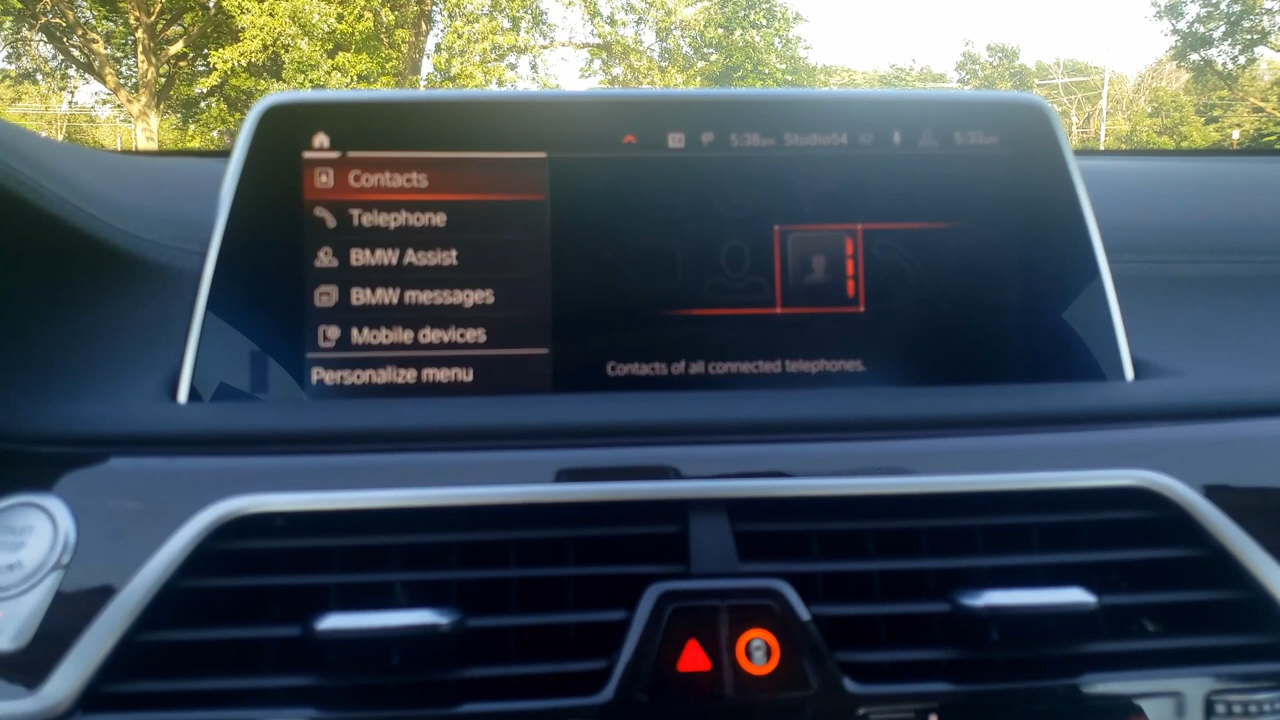 5:38pm Studio54 5:33pm
Contacts
Telephone
BMW Assist
BMW messages
Mobile devices
Personalize menu
Contacts of all connected telephones.